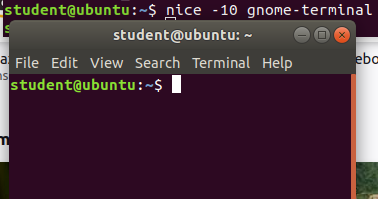 student@ubuntu:~$ nice -10 gnome-terminal
student@ubuntu: ~
File Edit View Search Terminal Help
student@ubuntu:~$